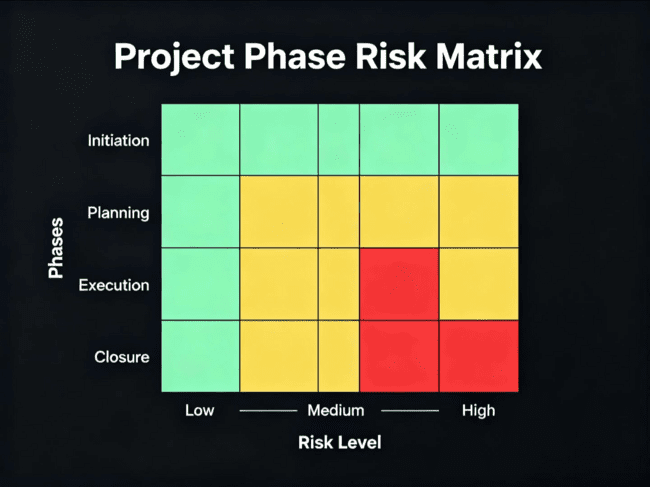 Project Phase Risk Matrix
Initiation
Planning
Execution
Closure
Phases
Low Medium High
Risk Level